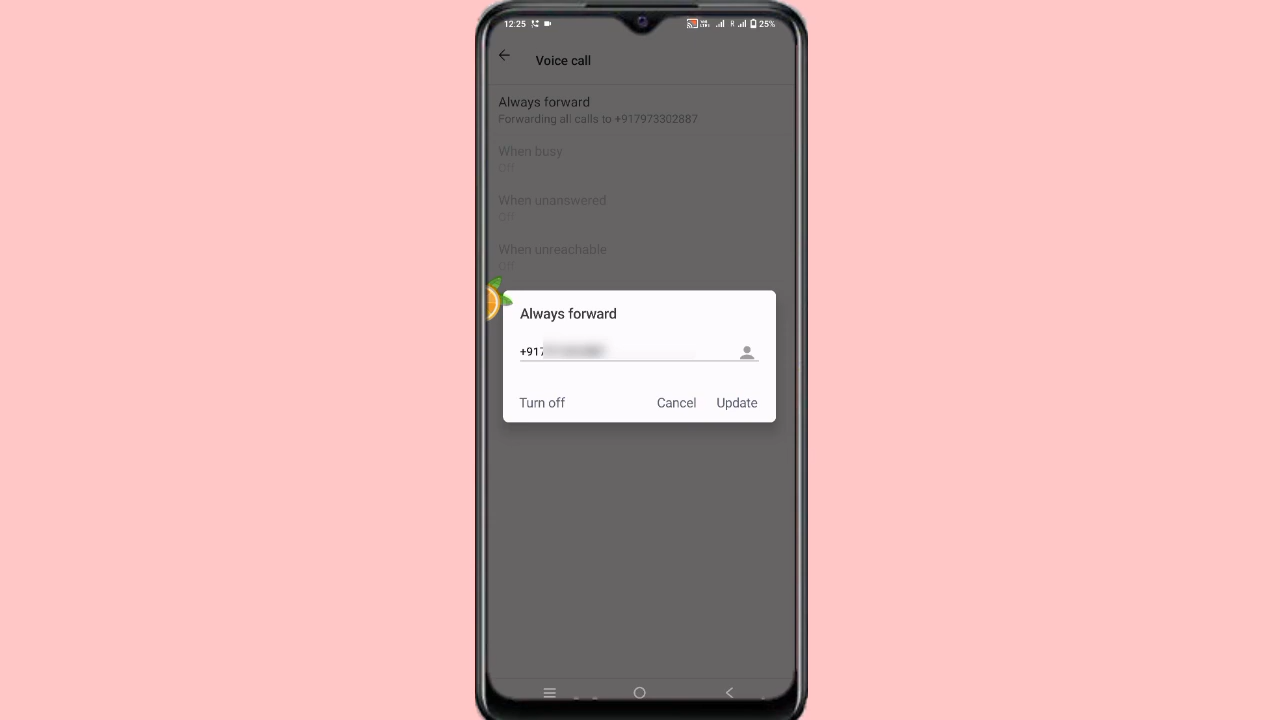 12:25 25%
Voice call
Always forward
Forwarding all calls to +917973302887
When busy
Off
When unanswered
Off
When unreachable
Off
Always forward
+917
Turn off Cancel Update